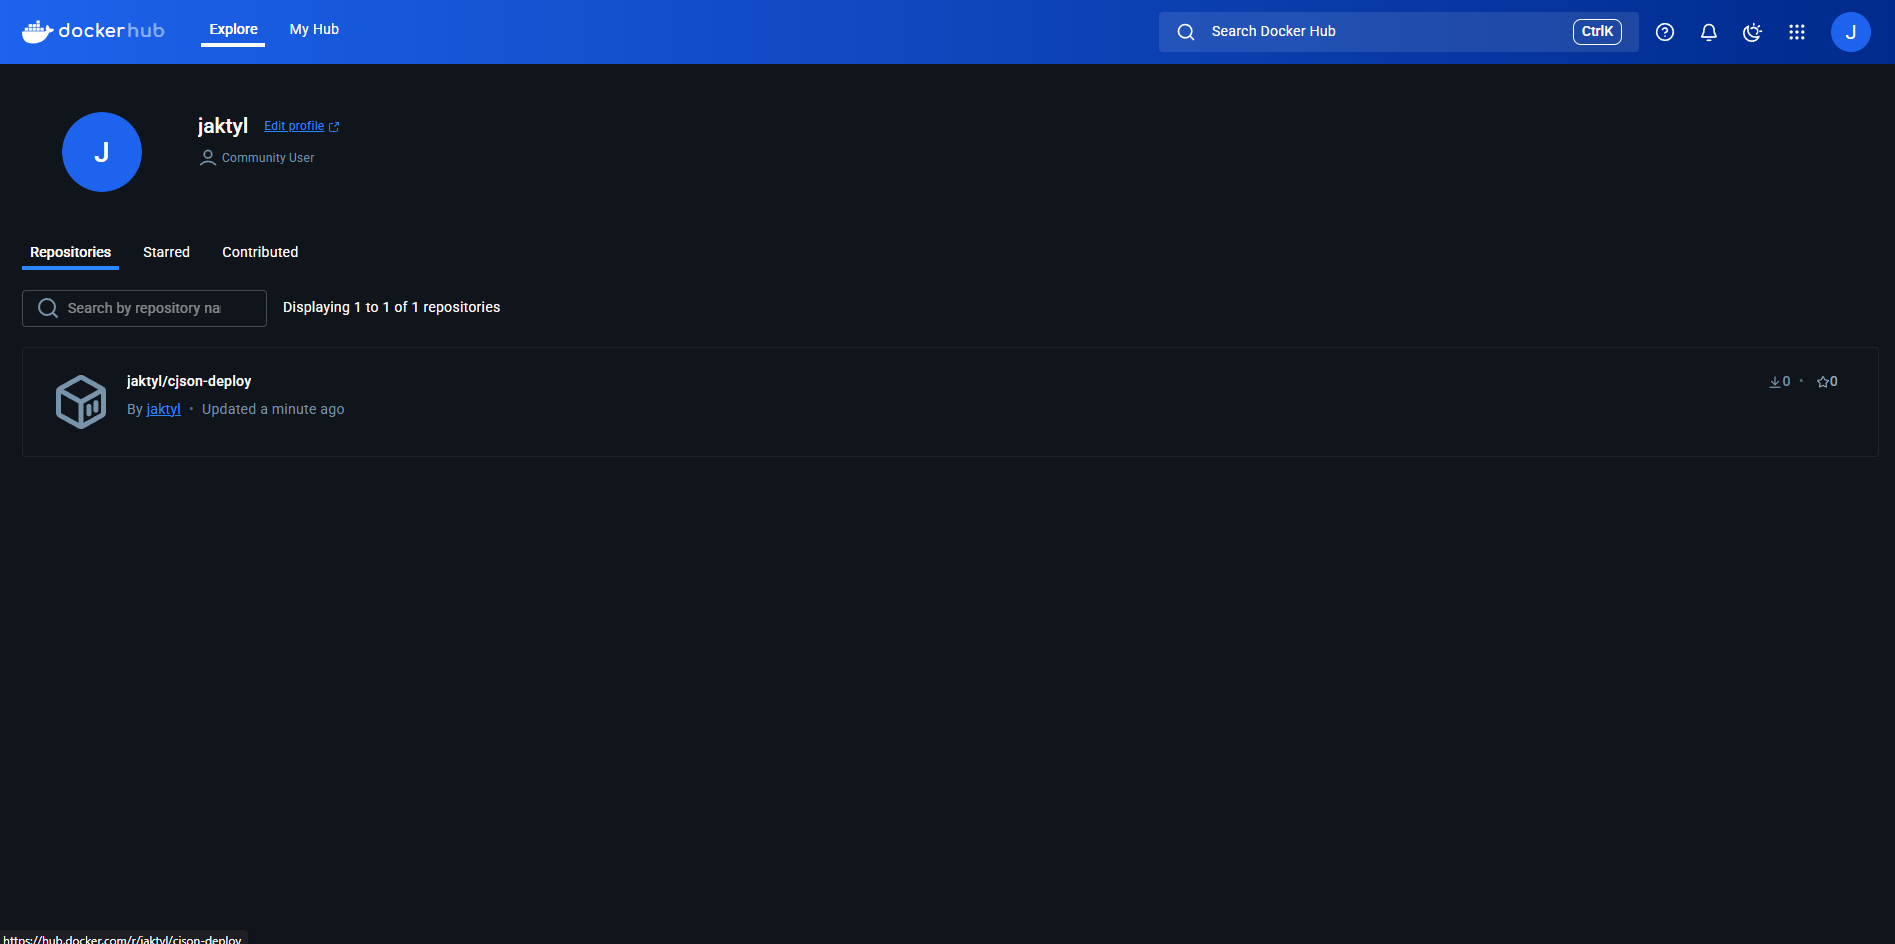 dockerhub Explore My Hub Search Docker Hub CtrlK J
J
jaktyl Edit profile
Community User
Repositories Starred Contributed
Search by repository na Displaying 1 to 1 of 1 repositories
jaktyl/cjson-deploy 0 • 0
By jaktyl • Updated a minute ago
https://hub.docker.com/r/jaktyl/cjson-deploy